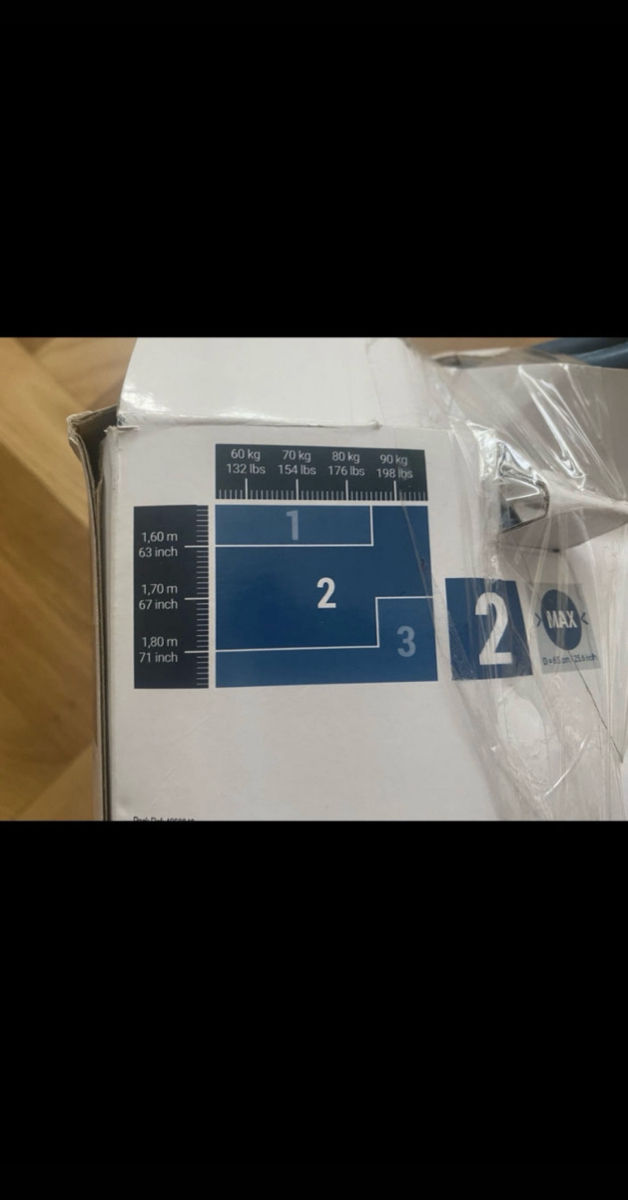 60 kg 70 kg 80 kg 90 kg
132 lbs 154 lbs 176 lbs 198 lbs
1
1,60 m
63 inch
2
1,70 m
67 inch
3
1,80 m
71 inch
2
MAX